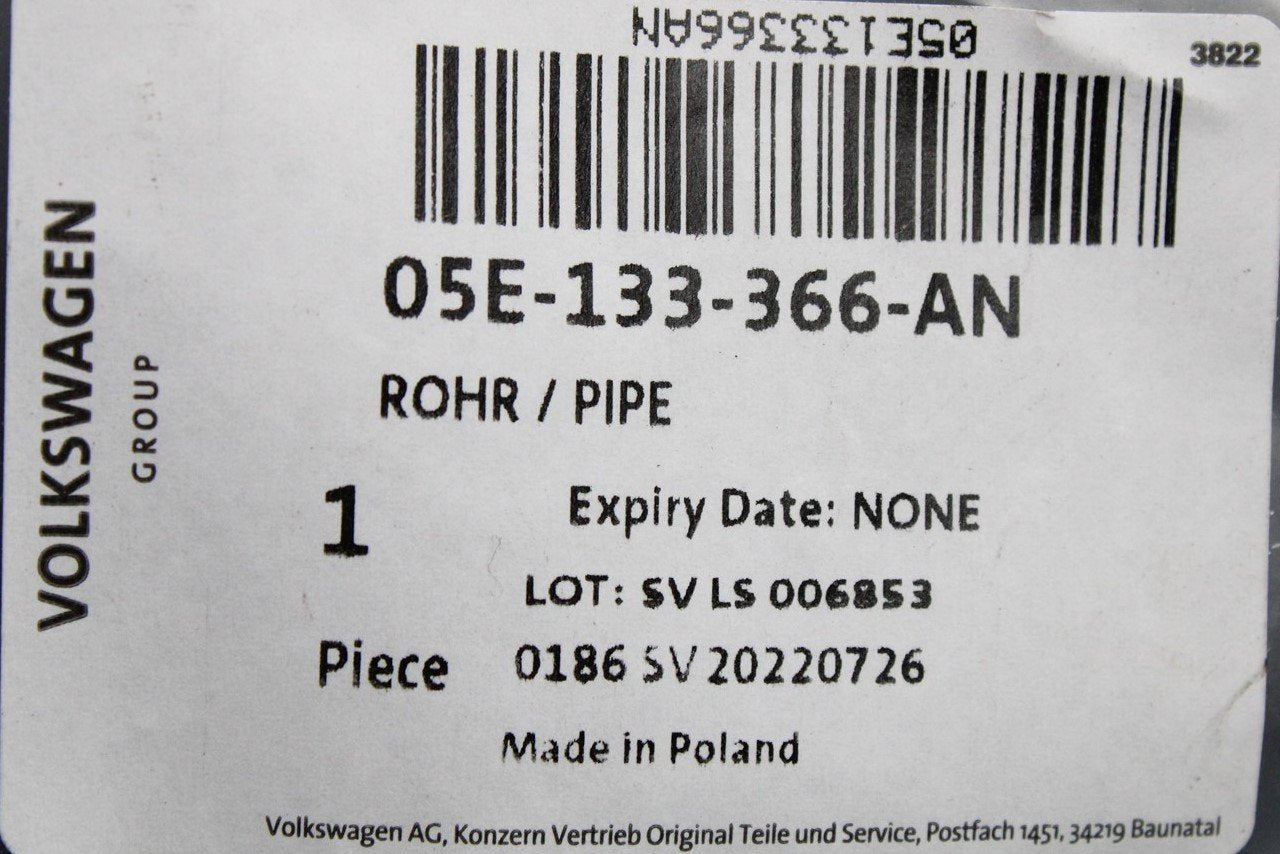 05E133366AN
3822
05E-133-366-AN
ROHR / PIPE
1
Expiry Date: NONE
LOT: SV LS 006853
Piece
0186 SV 20220726
Made in Poland
VOLKSWAGEN
GROUP
Volkswagen AG, Konzern Vertrieb Original Teile und Service, Postfach 1451, 34219 Baunatal